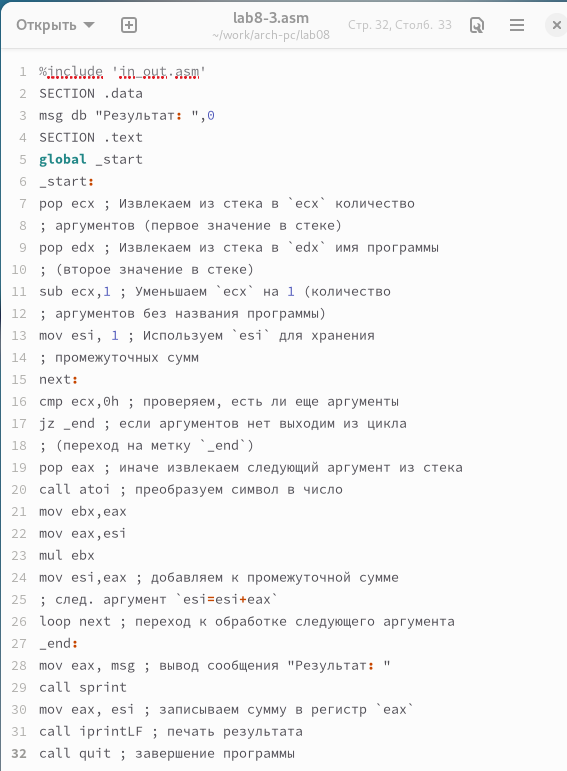 Открыть
lab8-3.asm
~/work/arch-pc/lab08
Стр. 32, Столб. 33
1 %include 'in_out.asm'
2 SECTION .data
3 msg db "Результат: ",0
4 SECTION .text
5 global _start
6 _start:
7 pop ecx ; Извлекаем из стека в `ecx` количество
8 ; аргументов (первое значение в стеке)
9 pop edx ; Извлекаем из стека в `edx` имя программы
10 ; (второе значение в стеке)
11 sub ecx,1 ; Уменьшаем `ecx` на 1 (количество
12 ; аргументов без названия программы)
13 mov esi, 1 ; Используем `esi` для хранения
14 ; промежуточных сумм
15 next:
16 cmp ecx,0h ; проверяем, есть ли еще аргументы
17 jz _end ; если аргументов нет выходим из цикла
18 ; (переход на метку `_end`)
19 pop eax ; иначе извлекаем следующий аргумент из стека
20 call atoi ; преобразуем символ в число
21 mov ebx,eax
22 mov eax,esi
23 mul ebx
24 mov esi,eax ; добавляем к промежуточной сумме
25 ; след. аргумент `esi=esi+eax`
26 loop next ; переход к обработке следующего аргумента
27 _end:
28 mov eax, msg ; вывод сообщения "Результат: "
29 call sprint
30 mov eax, esi ; записываем сумму в регистр `eax`
31 call iprintLF ; печать результата
32 call quit ; завершение программы